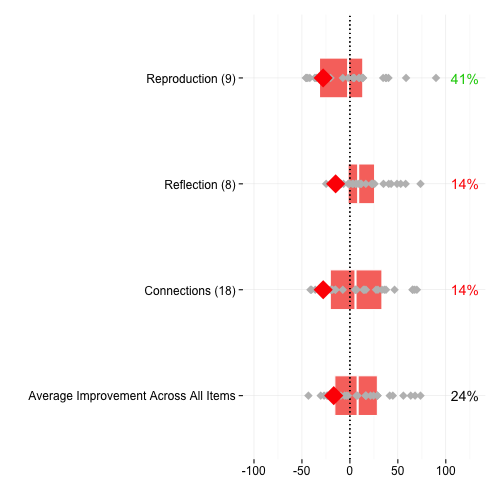 Reproduction (9)
41%
Reflection (8)
14%
Connections (18)
14%
Average Improvement Across All Items
24%
-100 -50 0 50 100